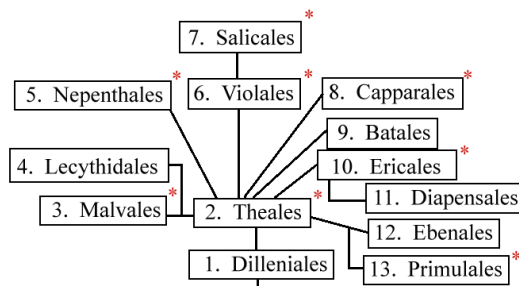 7. Salicales *
5. Nepenthales *
6. Violales *
8. Capparales *
9. Batales
4. Lecythidales
10. Ericales *
3. Malvales *
11. Diapensales
2. Theales *
12. Ebenales
1. Dilleniales
13. Primulales *